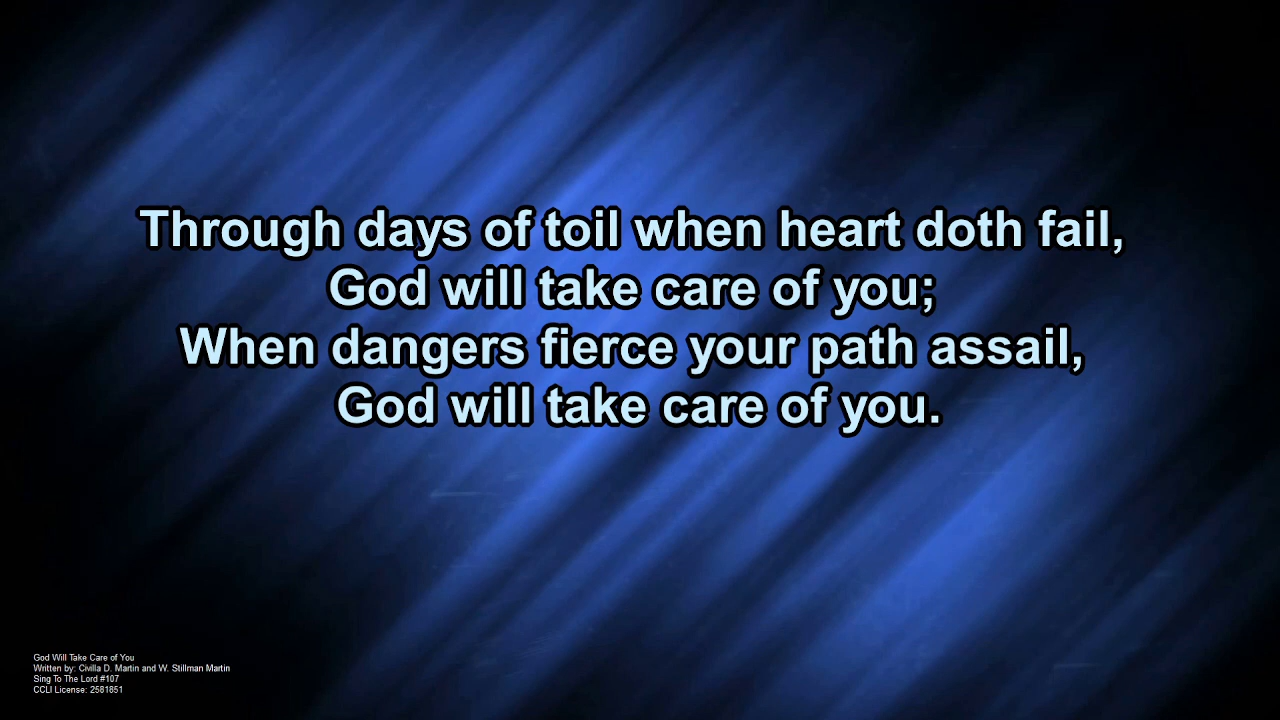 Through days of toil when heart doth fail,
God will take care of you;
When dangers fierce your path assail,
God will take care of you.
God Will Take Care of You
Written by: Civilla D. Martin and W. Stillman Martin
Sing To The Lord #107
CCLI License: 2581851